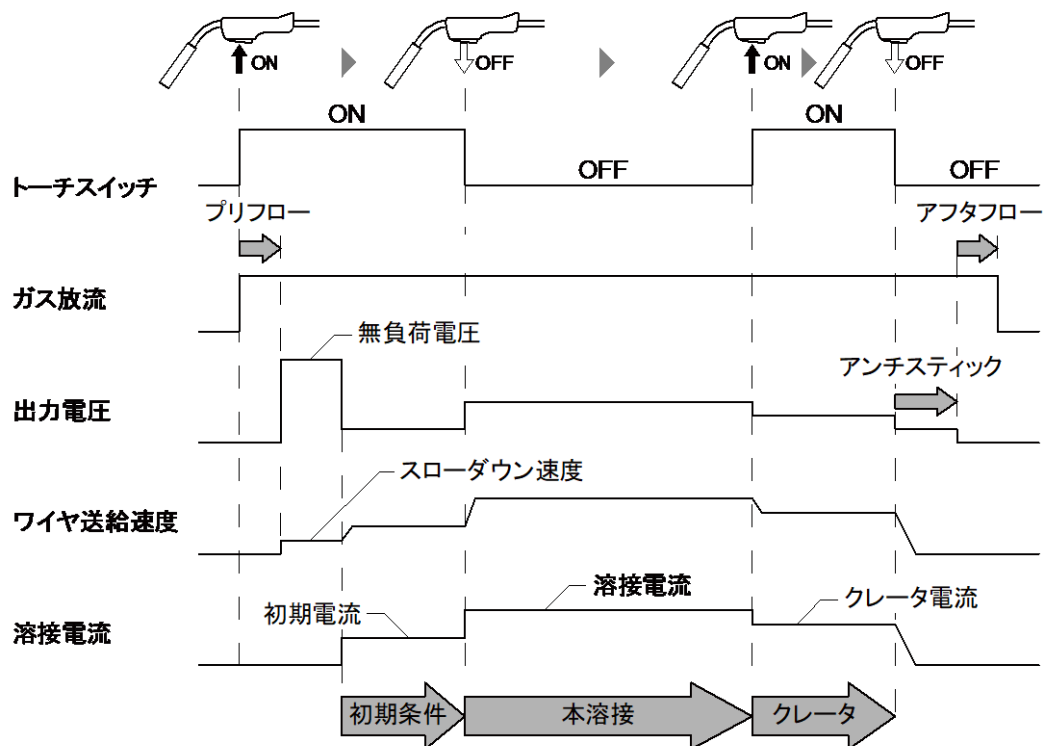 ON
OFF
ON
OFF
ON
ON
トーチスイッチ
OFF
OFF
プリフロー
アフタフロー
ガス放流
無負荷電圧
アンチスティック
出力電圧
スローダウン速度
ワイヤ送給速度
溶接電流
初期電流
クレータ電流
溶接電流
初期条件
本溶接
クレータ